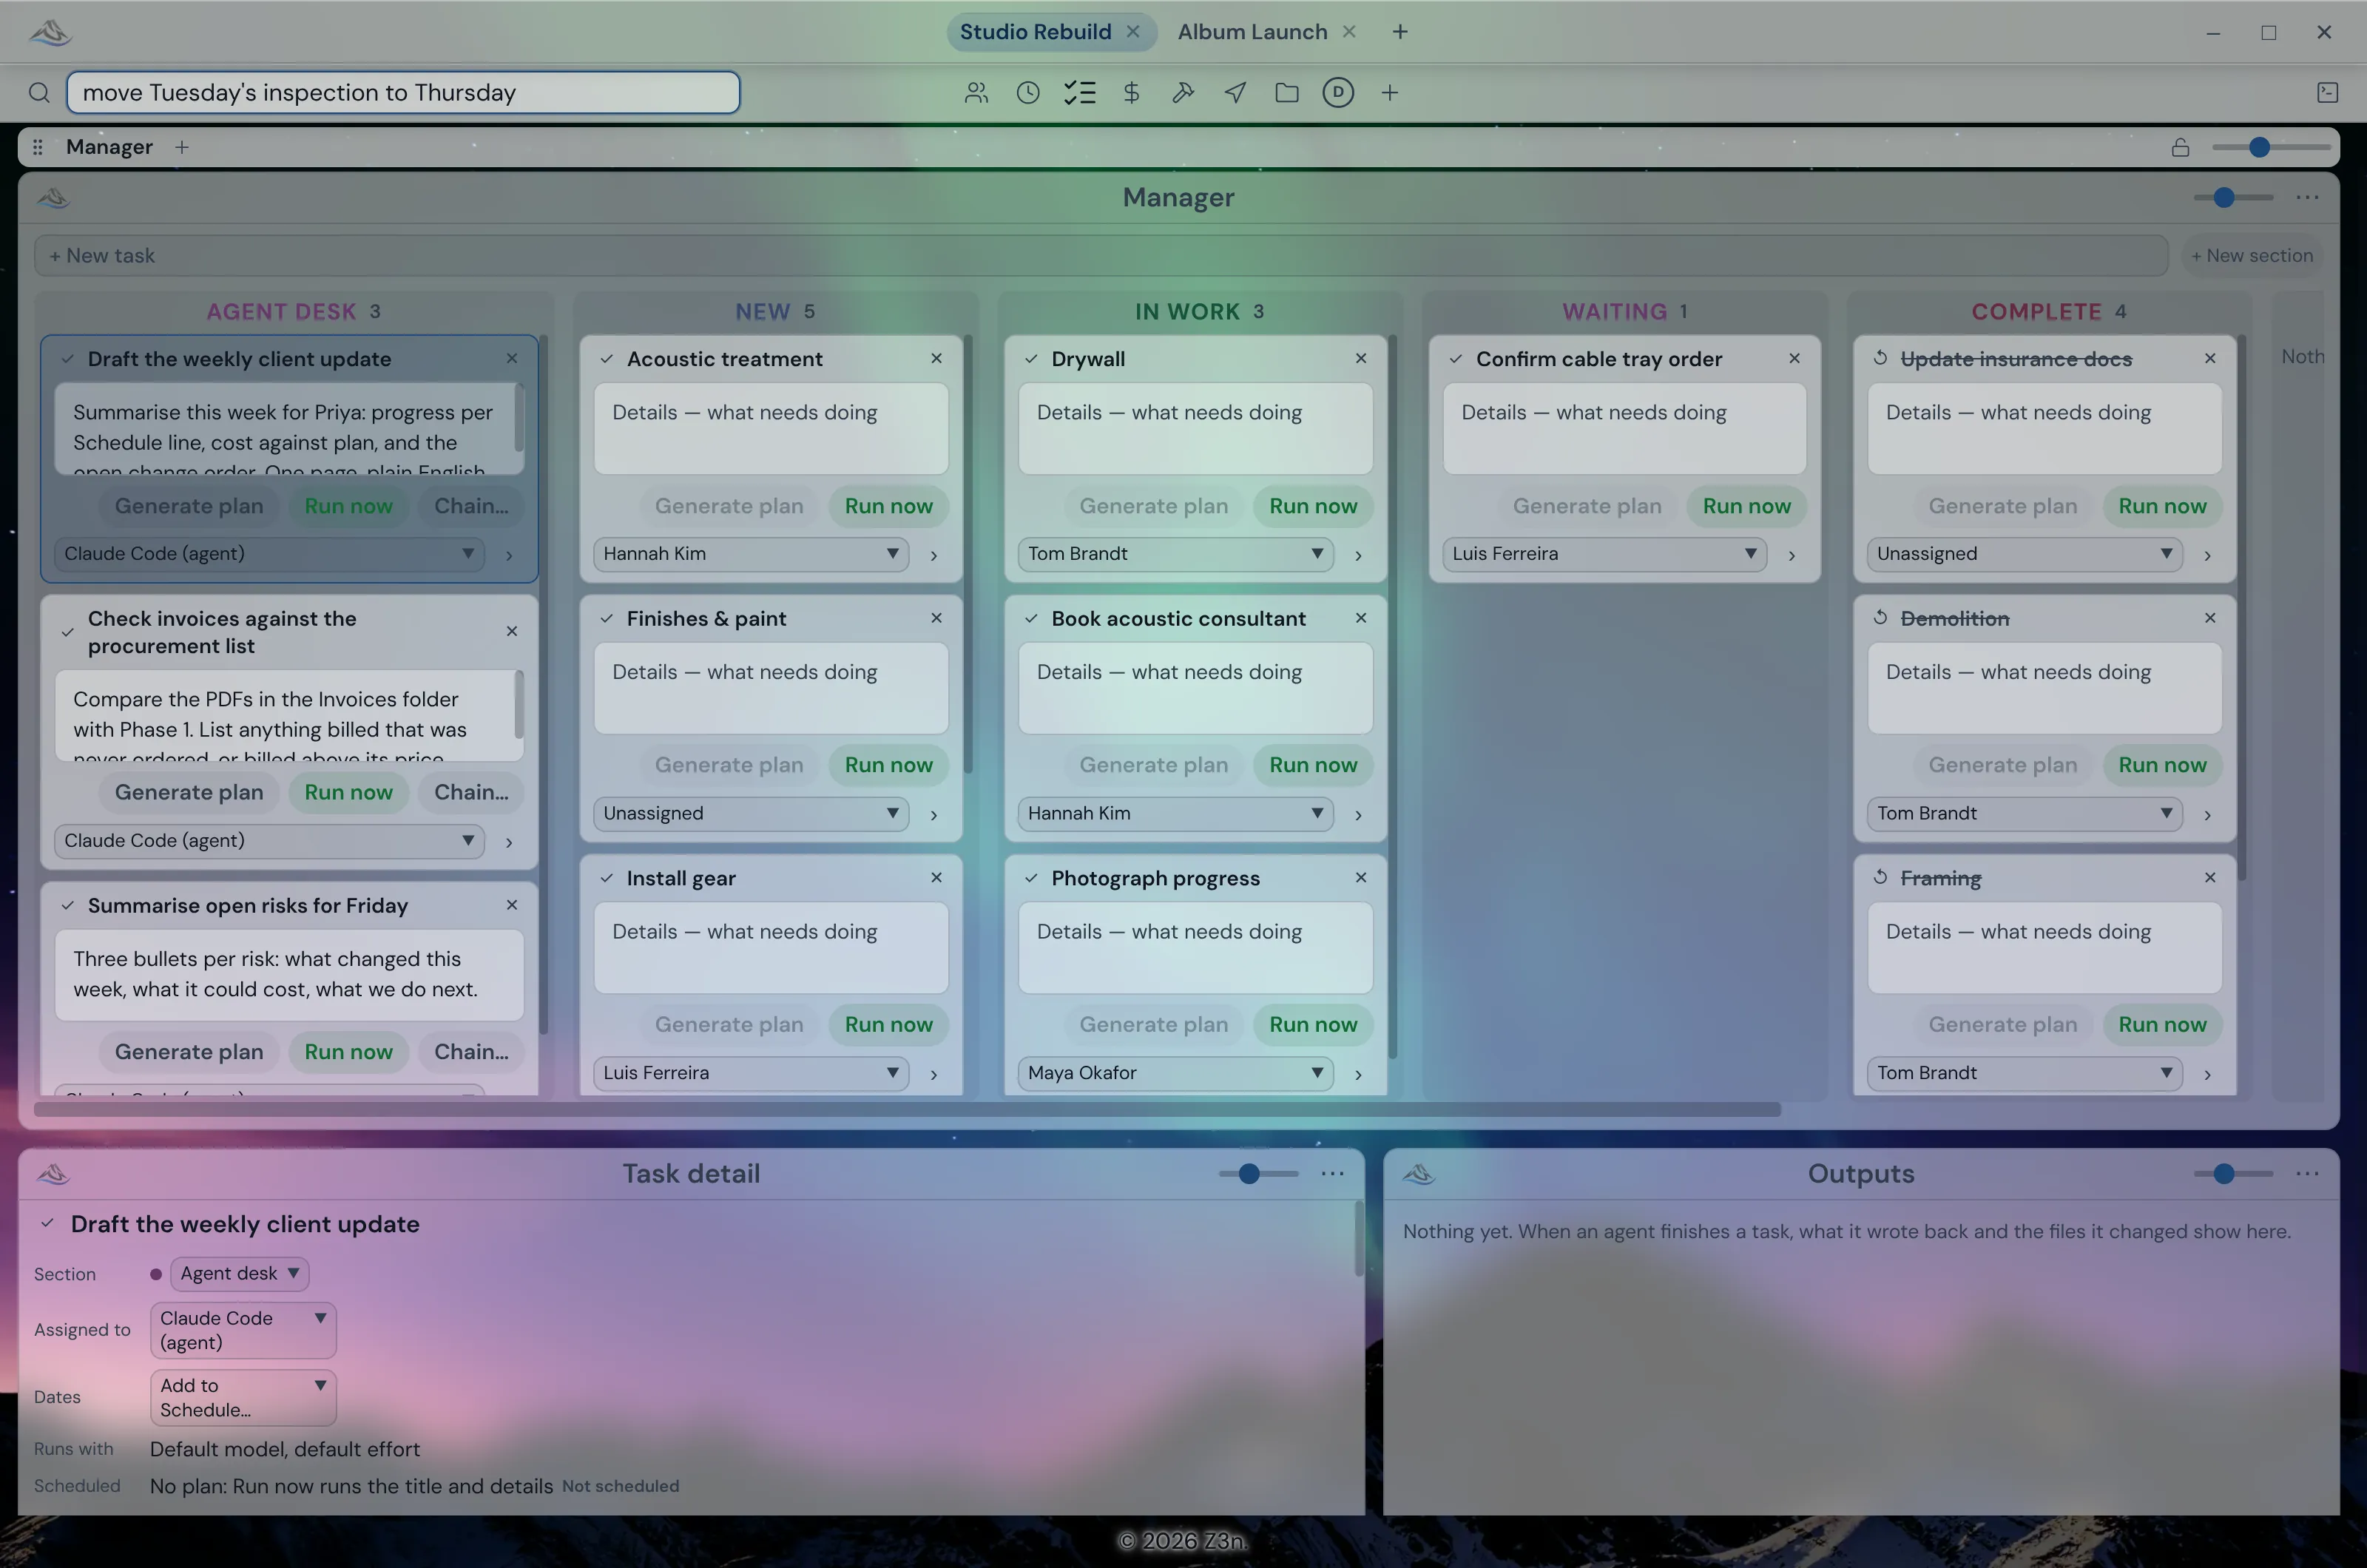 Studio Rebuild
Album Launch
move Tuesday's inspection to Thursday
D
Manager
Manager
+ New task
+ New section
AGENT DESK 3
Draft the weekly client update
Summarise this week for Priya: progress per
Schedule line, cost against plan, and the
open change order. One page, plain English
Generate plan Run now Chain...
Claude Code (agent)
Check invoices against the
procurement list
Compare the PDFs in the Invoices folder
with Phase 1. List anything billed that was
never ordered, or billed above its price
Generate plan Run now Chain...
Claude Code (agent)
Summarise open risks for Friday
Three bullets per risk: what changed this
week, what it could cost, what we do next.
Generate plan Run now Chain...
NEW 5
Acoustic treatment
Details — what needs doing
Generate plan Run now
Hannah Kim
Finishes & paint
Details — what needs doing
Generate plan Run now
Unassigned
Install gear
Details — what needs doing
Generate plan Run now
Luis Ferreira
IN WORK 3
Drywall
Details — what needs doing
Generate plan Run now
Tom Brandt
Book acoustic consultant
Details — what needs doing
Generate plan Run now
Hannah Kim
Photograph progress
Details — what needs doing
Generate plan Run now
Maya Okafor
WAITING 1
Confirm cable tray order
Details — what needs doing
Generate plan Run now
Luis Ferreira
COMPLETE 4
Update insurance docs
Details — what needs doing
Generate plan Run now
Unassigned
Demolition
Details — what needs doing
Generate plan Run now
Tom Brandt
Framing
Details — what needs doing
Generate plan Run now
Tom Brandt
Noth
Task detail
Draft the weekly client update
Section Agent desk
Assigned to Claude Code
(agent)
Dates Add to
Schedule...
Runs with Default model, default effort
Scheduled No plan: Run now runs the title and details Not scheduled
Outputs
Nothing yet. When an agent finishes a task, what it wrote back and the files it changed show here.
© 2026 Z3n.